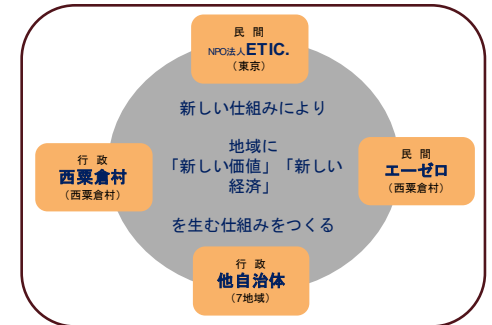 民 間
NPO法人ETIC.
（東京）
新しい仕組みにより
地域に
「新しい価値」「新しい
経済」
を生む仕組みをつくる
行 政
西粟倉村
（西粟倉村）
民 間
エーゼロ
（西粟倉村）
行 政
他自治体
（7地域）